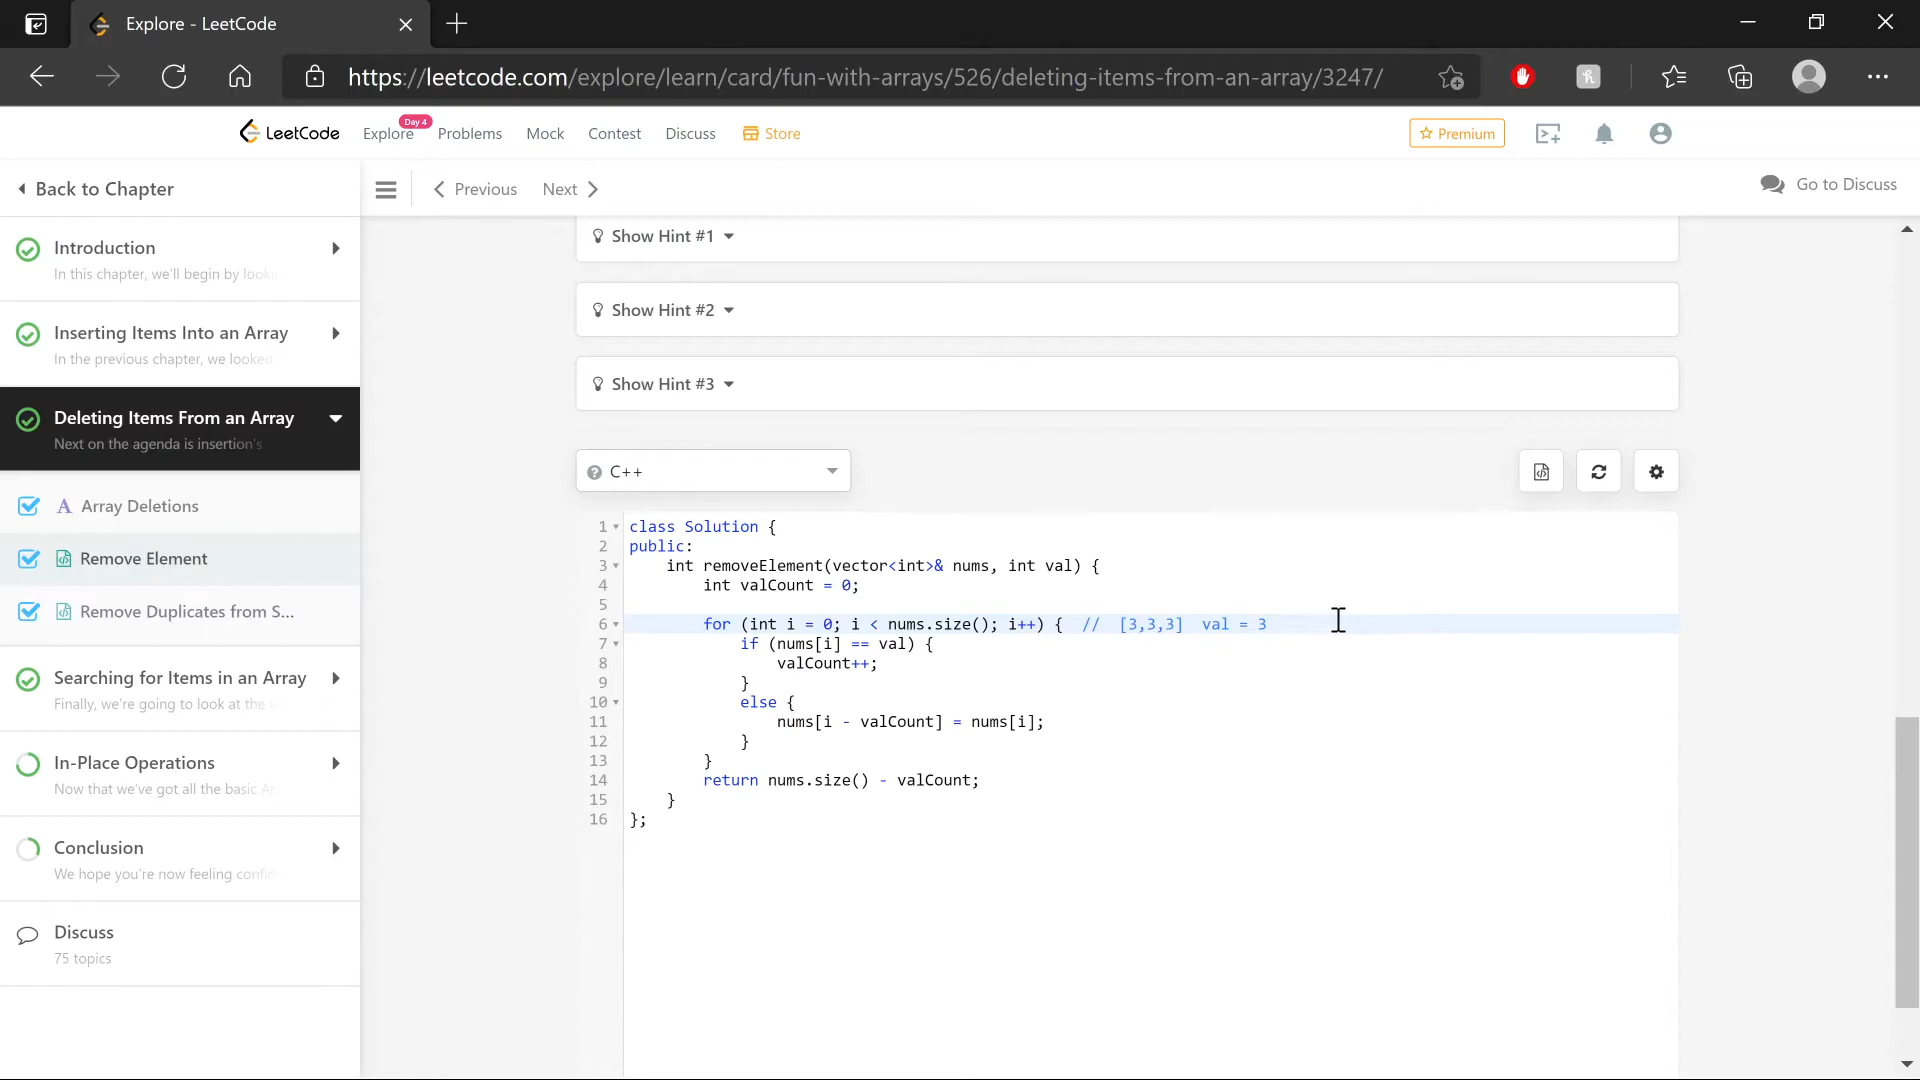 Explore - LeetCode
https://leetcode.com/explore/learn/card/fun-with-arrays/526/deleting-items-from-an-array/3247/
LeetCode
Explore
Day 4
Problems
Mock
Contest
Discuss
Store
Premium
Back to Chapter
Previous
Next
Go to Discuss
Introduction
In this chapter, we'll begin by
Inserting Items Into an Array
In the previous chapter, we looked
Deleting Items From an Array
Next on the agenda is insertion's
Array Deletions
Remove Element
Remove Duplicates from S...
Searching for Items in an Array
Finally, we're going to look at the
In-Place Operations
Now that we've got all the basic
Conclusion
We hope you're now feeling
Discuss
75 topics
Show Hint #1
Show Hint #2
Show Hint #3
C++
1 class Solution {
2 public:
3 int removeElement(vector<int>& nums, int val) {
4 int valCount = 0;
5
6 for (int i = 0; i < nums.size(); i++) { // [3,3,3] val = 3
7 if (nums[i] == val) {
8 valCount++;
9 }
10 else {
11 nums[i - valCount] = nums[i];
12 }
13 }
14 return nums.size() - valCount;
15 }
16 };